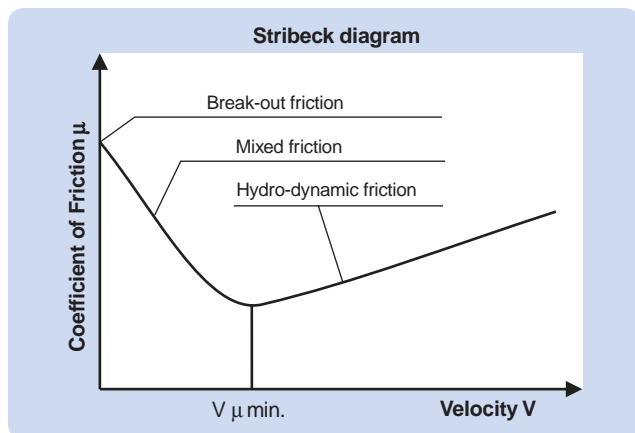 Stribeck diagram
Break-out friction
Mixed friction
Hydro-dynamic friction
Coefficient of Friction μ
V μ min.
Velocity V